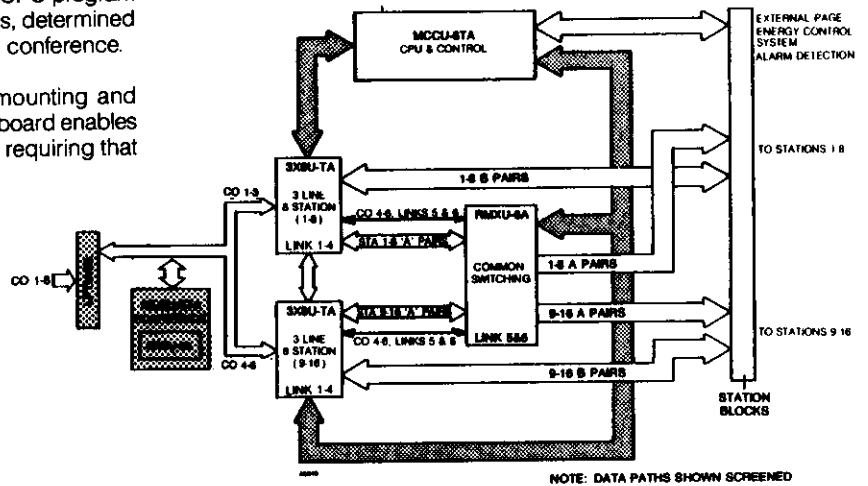 program
s, determined
conference.
mounting and
board enables
requiring that
MCCU-6TA
CPU & CONTROL
EXTERNAL PAGE
ENERGY CONTROL
SYSTEM
ALARM DETECTION
TO STATIONS 1-8
3X8U-TA
3 LINE
8 STATION
(1-8)
LINK 1-4
CO 1-3
1-8 B PAIRS
CO 4-6, LINKS 5 & 6
STA 1-8 'A' PAIRS
RMXU-6A
COMMON
SWITCHING
LINK 5&6
1-8 A PAIRS
CO 1-6
3X8U-TA
3 LINE
8 STATION
(9-16)
LINK 1-4
STA 9-16 'A' PAIRS
CO 4-6, LINKS 5 & 6
9-16 A PAIRS
CO 4-6
9-16 B PAIRS
TO STATIONS 9-16
STATION
BLOCKS
NOTE: DATA PATHS SHOWN SCREENED